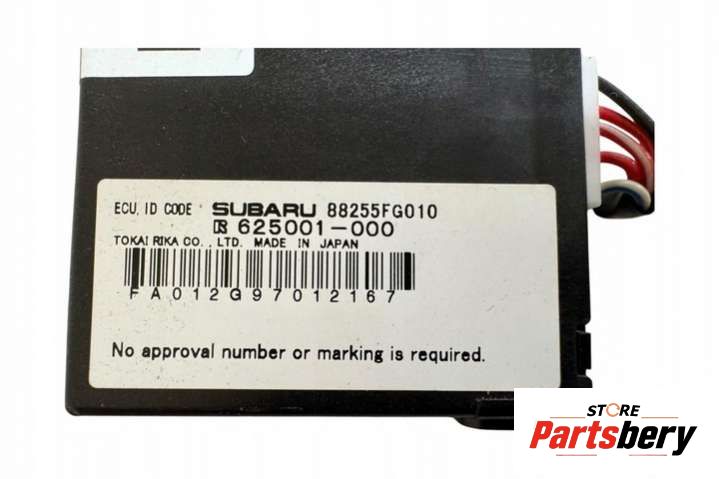 ECU, ID CODE SUBARU 88255FG010
625001-000
TOKAI RIKA CO., LTD. MADE IN JAPAN
FA012G97012167
No approval number or marking is required.
STORE
Partsbery